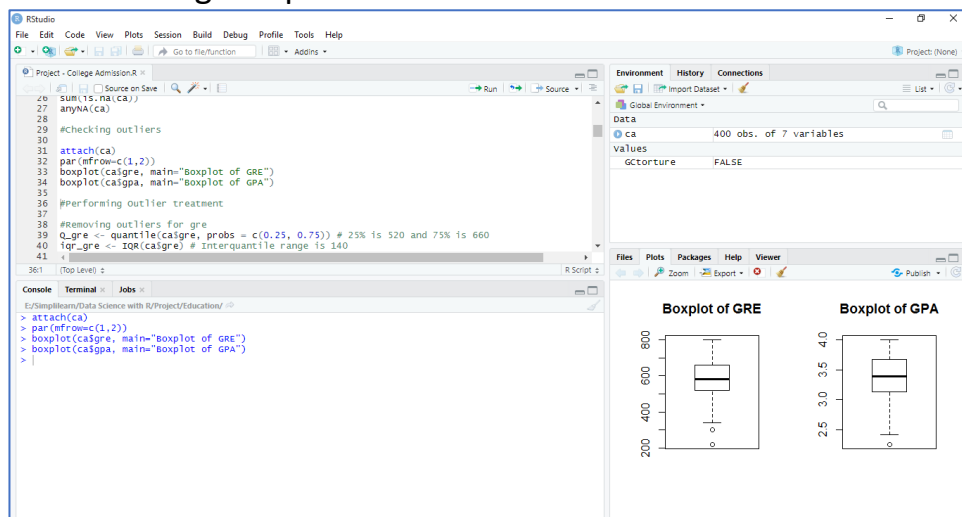 RStudio
File Edit Code View Plots Session Build Debug Profile Tools Help
Go to file/function Addins Project: (None)
Project - College Admission.R
Source on Save Run Source
26 sum(is.na(ca))
27 anyNA(ca)
28
29 #Checking outliers
30
31 attach(ca)
32 par(mfrow=c(1,2))
33 boxplot(ca$gre, main="Boxplot of GRE")
34 boxplot(ca$gpa, main="Boxplot of GPA")
35
36 #Performing Outlier treatment
37
38 #Removing outliers for gre
39 Q_gre <- quantile(ca$gre, probs = c(0.25, 0.75)) # 25% is 520 and 75% is 660
40 iqr_gre <- IQR(ca$gre) # Interquantile range is 140
41
36:1 (Top Level) R Script
Console Terminal Jobs
E:/Simplilearn/Data Science with R/Project/Education/
> attach(ca)
> par(mfrow=c(1,2))
> boxplot(ca$gre, main="Boxplot of GRE")
> boxplot(ca$gpa, main="Boxplot of GPA")
>
Environment History Connections
Import Dataset List
Global Environment
Data
ca 400 obs. of 7 variables
Values
GCtorture FALSE
Files Plots Packages Help Viewer
Zoom Export Publish
Boxplot of GRE Boxplot of GPA
800
600
400
200
4.0
3.5
3.0
2.5